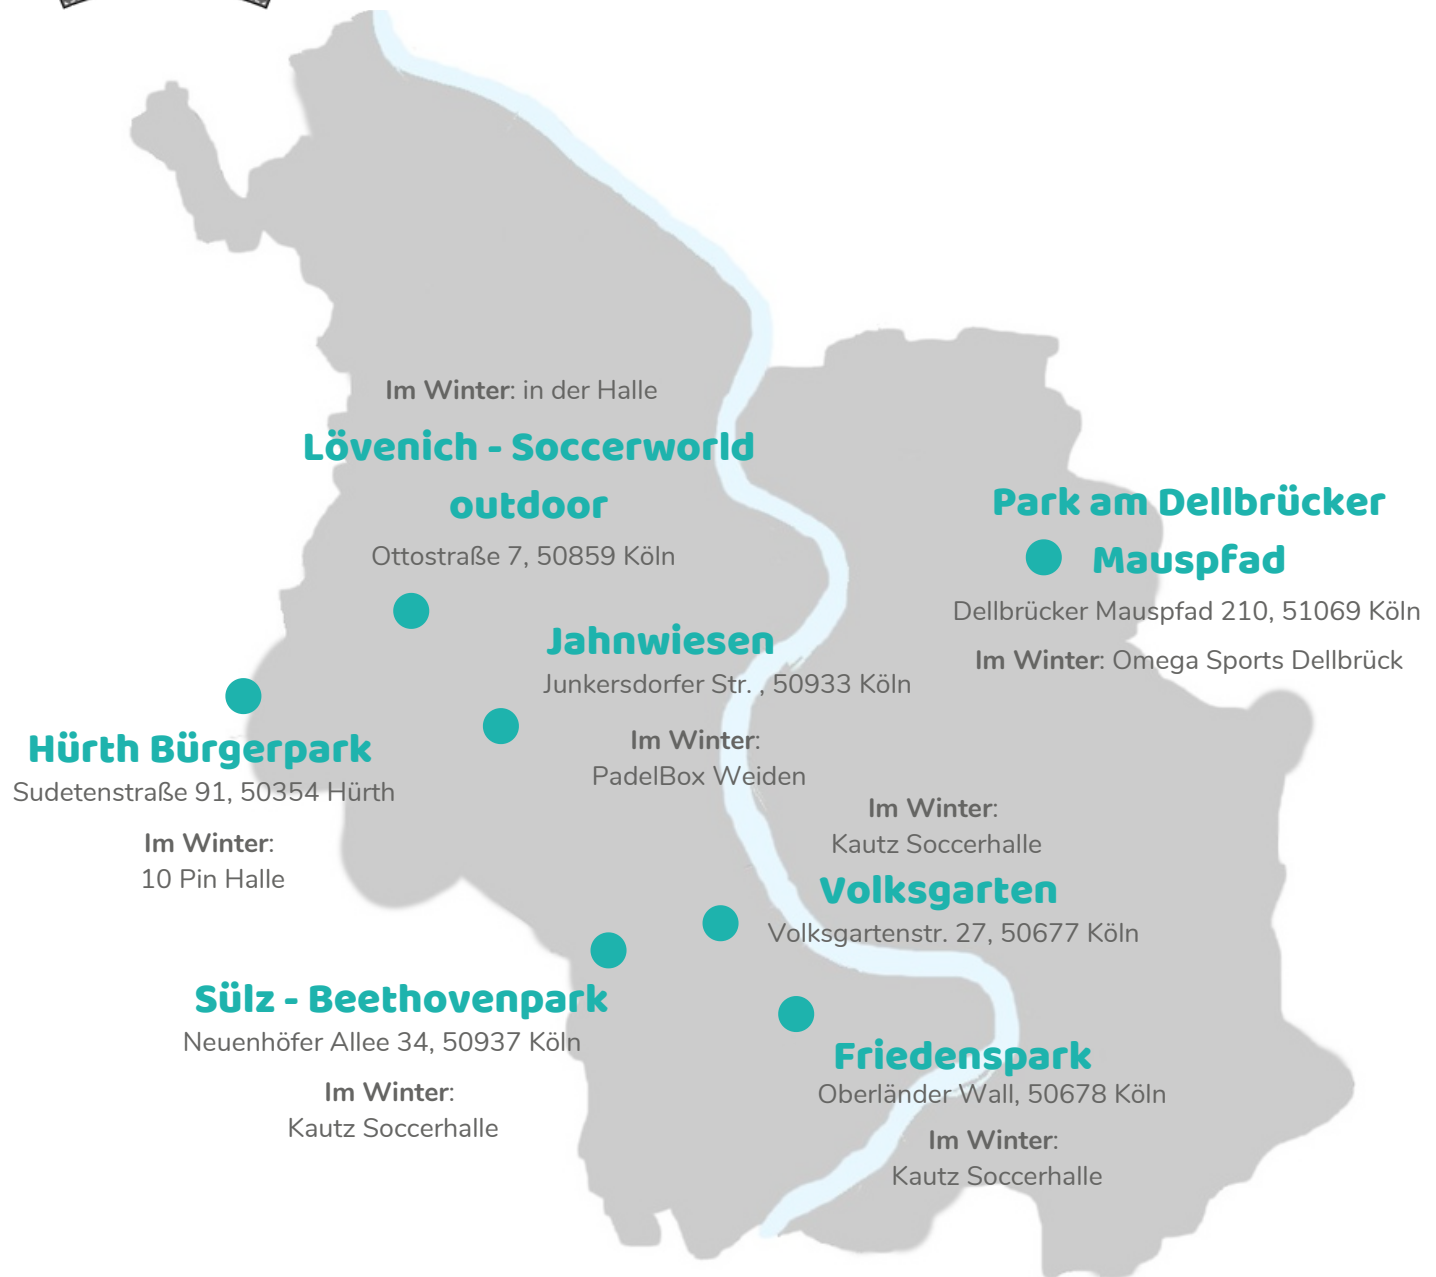 Im Winter: in der Halle
Lövenich - Soccerworld
outdoor
Ottostraße 7, 50859 Köln
Park am Dellbrücker
Mauspfad
Dellbrücker Mauspfad 210, 51069 Köln
Im Winter: Omega Sports Dellbrück
Jahnwiesen
Junkersdorfer Str. , 50933 Köln
Im Winter:
PadelBox Weiden
Hürth Bürgerpark
Sudetenstraße 91, 50354 Hürth
Im Winter:
10 Pin Halle
Im Winter:
Kautz Soccerhalle
Volksgarten
Volksgartenstr. 27, 50677 Köln
Sülz - Beethovenpark
Neuenhöfer Allee 34, 50937 Köln
Im Winter:
Kautz Soccerhalle
Friedenspark
Oberländer Wall, 50678 Köln
Im Winter:
Kautz Soccerhalle